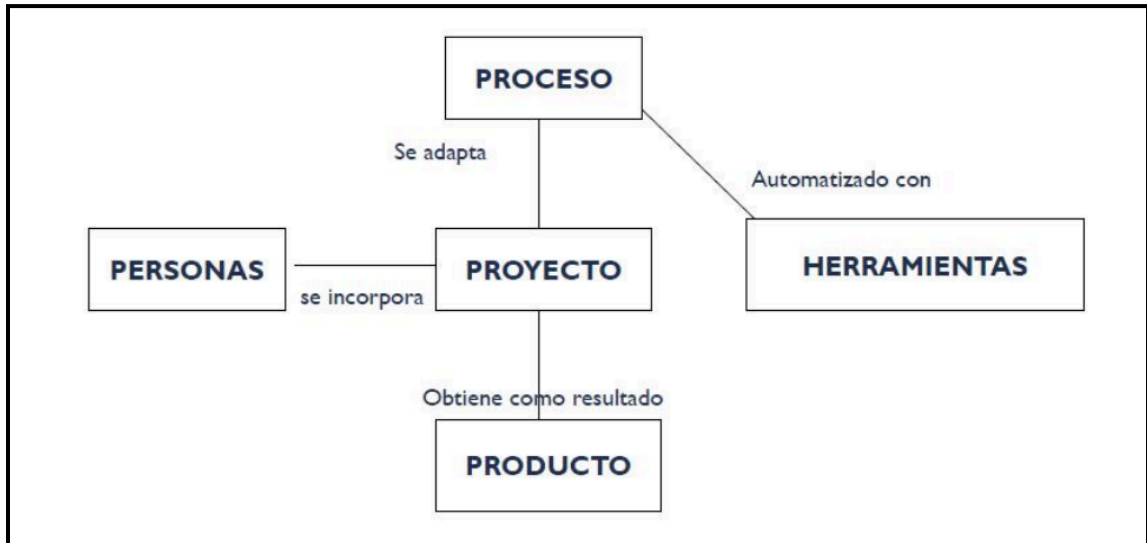 PROCESO
Se adapta
Automatizado con
PERSONAS
se incorpora
PROYECTO
HERRAMIENTAS
Obtiene como resultado
PRODUCTO